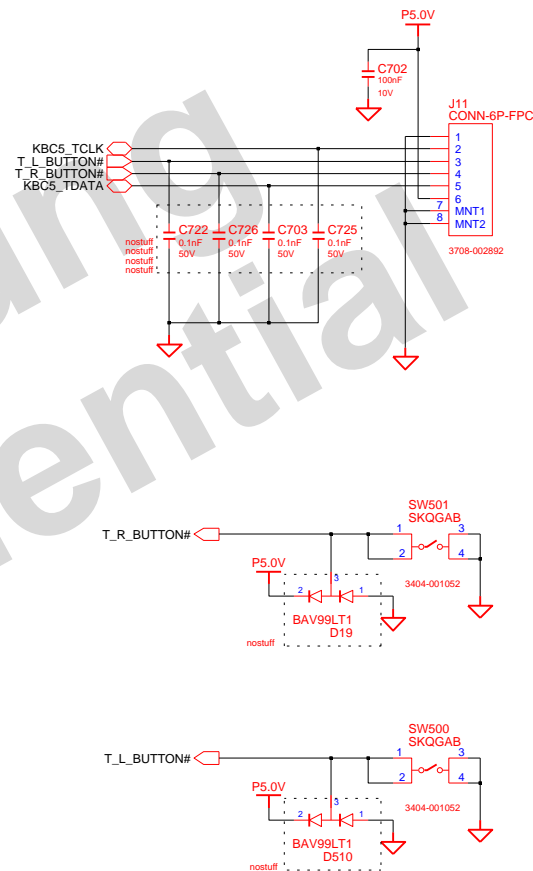 P5.0V
C702
100nF
10V
J11
CONN-6P-FPC
KBC5_TCLK
T_L_BUTTON#
T_R_BUTTON#
KBC5_TDATA
1
2
3
4
5
6
7 MNT1
8 MNT2
3708-002892
nostuff
nostuff
nostuff
nostuff
C722
0.1nF
50V
C726
0.1nF
50V
C703
0.1nF
50V
C725
0.1nF
50V
ung
ential
SW501
SKQGAB
T_R_BUTTON#
1 3
2 4
3404-001052
P5.0V
3
2 1
BAV99LT1
D19
nostuff
SW500
SKQGAB
T_L_BUTTON#
1 3
2 4
3404-001052
P5.0V
3
2 1
BAV99LT1
D510
nostuff